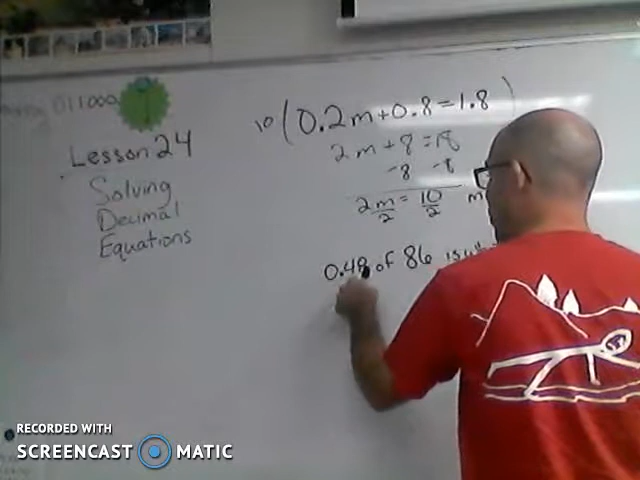 Lesson 24
Solving
Decimal
Equations
10(0.2m+0.8=1.8)
2m+8=18
-8 -8
2m/2 = 10/2 m
0.48 of 86
RECORDED WITH
SCREENCAST MATIC